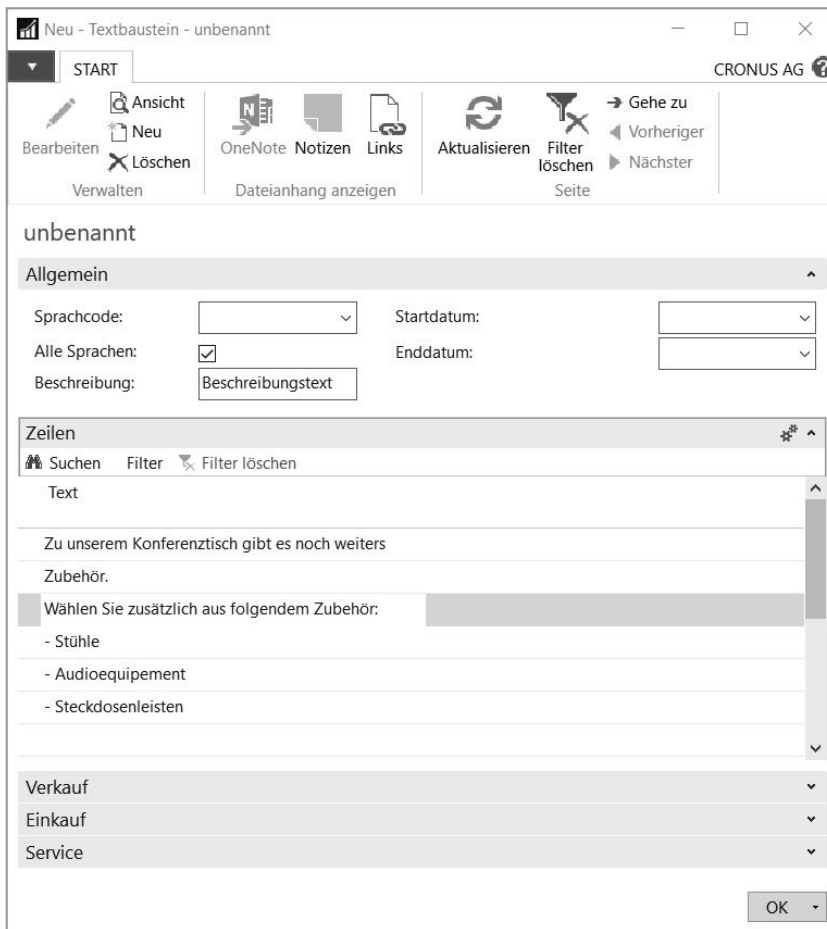 Neu - Textbaustein - unbenannt
START
CRONUS AG
Bearbeiten
Ansicht
Neu
Löschen
Verwalten
OneNote Notizen Links
Dateianhang anzeigen
Aktualisieren
Filter
löschen
Gehe zu
Vorheriger
Nächster
Seite
unbenannt
Allgemein
Sprachcode:
Alle Sprachen:
Beschreibung: Beschreibungstext
Startdatum:
Enddatum:
Zeilen
Suchen Filter Filter löschen
Text
Zu unserem Konferenztisch gibt es noch weiters
Zubehör.
Wählen Sie zusätzlich aus folgendem Zubehör:
- Stühle
- Audioequipement
- Steckdosenleisten
Verkauf
Einkauf
Service
OK